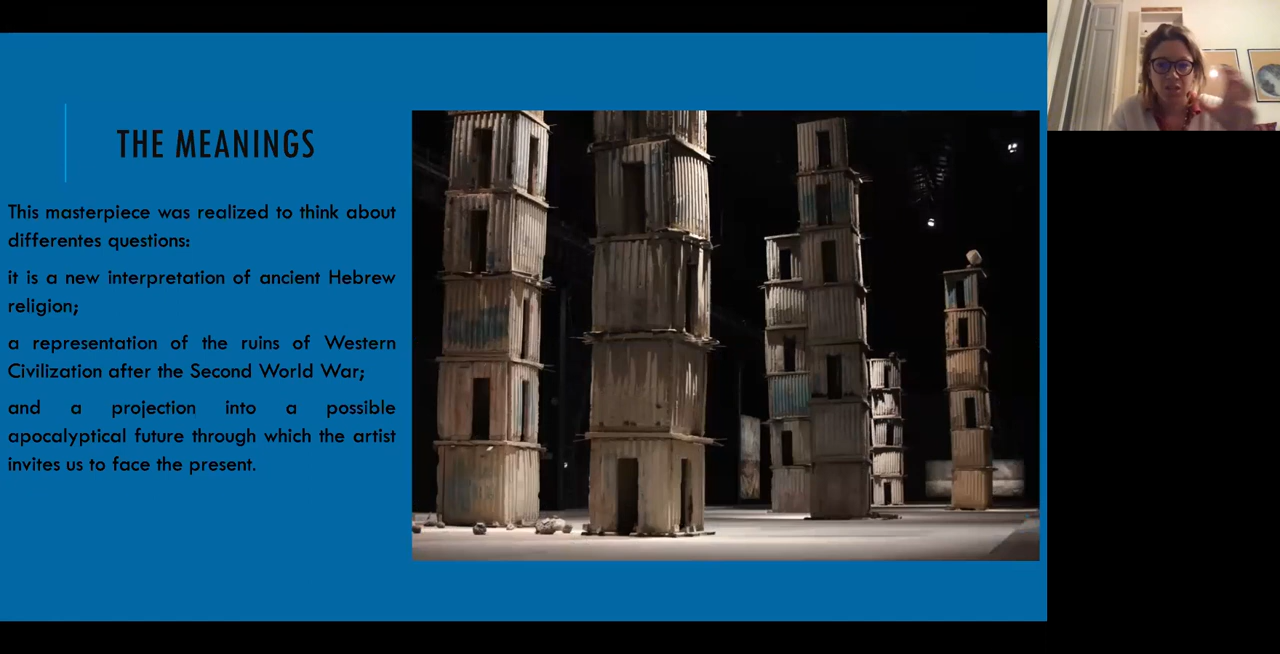 THE MEANINGS
This masterpiece was realized to think about
differentes questions:
it is a new interpretation of ancient Hebrew
religion;
a representation of the ruins of Western
Civilization after the Second World War;
and a projection into a possible
apocalyptical future through which the artist
invites us to face the present.